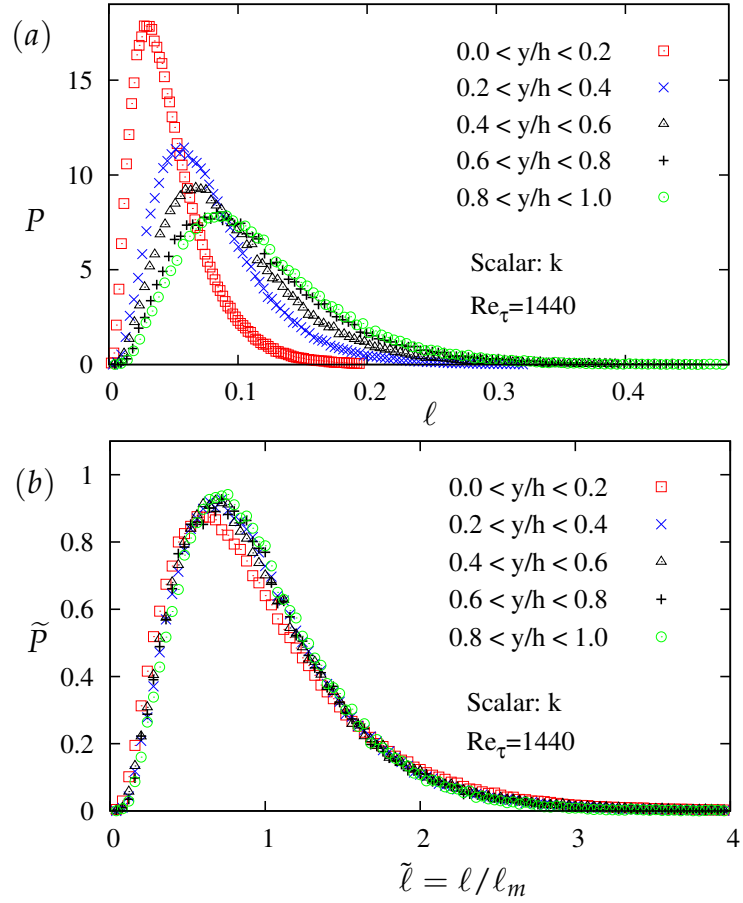 (a)
P
15
10
5
0
0.0 < y/h < 0.2
0.2 < y/h < 0.4
0.4 < y/h < 0.6
0.6 < y/h < 0.8
0.8 < y/h < 1.0
Scalar: k
Re_τ=1440
0 0.1 0.2 0.3 0.4
ℓ
(b)
P̃
1
0.8
0.6
0.4
0.2
0
0.0 < y/h < 0.2
0.2 < y/h < 0.4
0.4 < y/h < 0.6
0.6 < y/h < 0.8
0.8 < y/h < 1.0
Scalar: k
Re_τ=1440
0 1 2 3 4
ℓ̃ = ℓ/ℓ_m